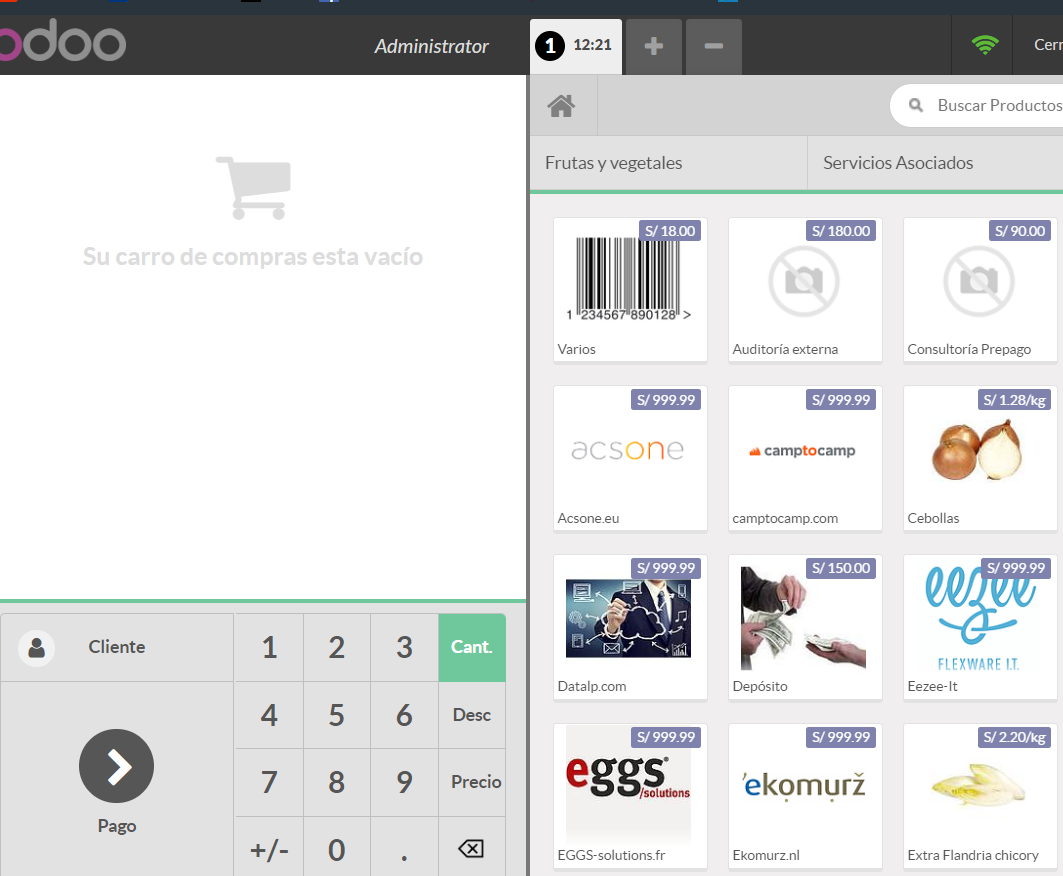 odoo
Administrator
1 12:21
Cerr
Buscar Productos
Frutas y vegetales
Servicios Asociados
Su carro de compras esta vacío
S/ 18.00
1 234567 890128 >
Varios
S/ 180.00
Auditoría externa
S/ 90.00
Consultoría Prepago
S/ 999.99
acsone
Acsone.eu
S/ 999.99
camptocamp
camptocamp.com
S/ 1.28/kg
Cebollas
S/ 999.99
Datalp.com
S/ 150.00
Depósito
S/ 999.99
eezee
FLEXWARE I.T.
Eezee-It
S/ 999.99
eggs
/solutions
EGGS-solutions.fr
S/ 999.99
'ekomurž
Ekomurz.nl
S/ 2.20/kg
Extra Flandria chicory
Cliente
Pago
1 2 3 Cant.
4 5 6 Desc
7 8 9 Precio
+/- 0 .